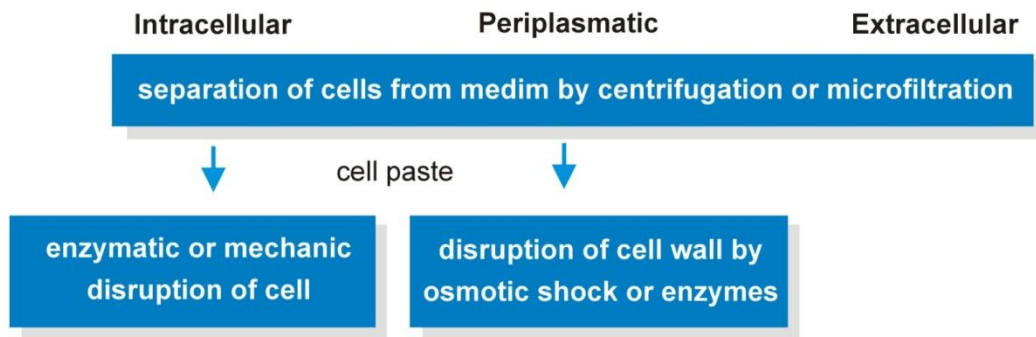 Intracellular Periplasmatic Extracellular
separation of cells from medim by centrifugation or microfiltration
cell paste
enzymatic or mechanic
disruption of cell
disruption of cell wall by
osmotic shock or enzymes